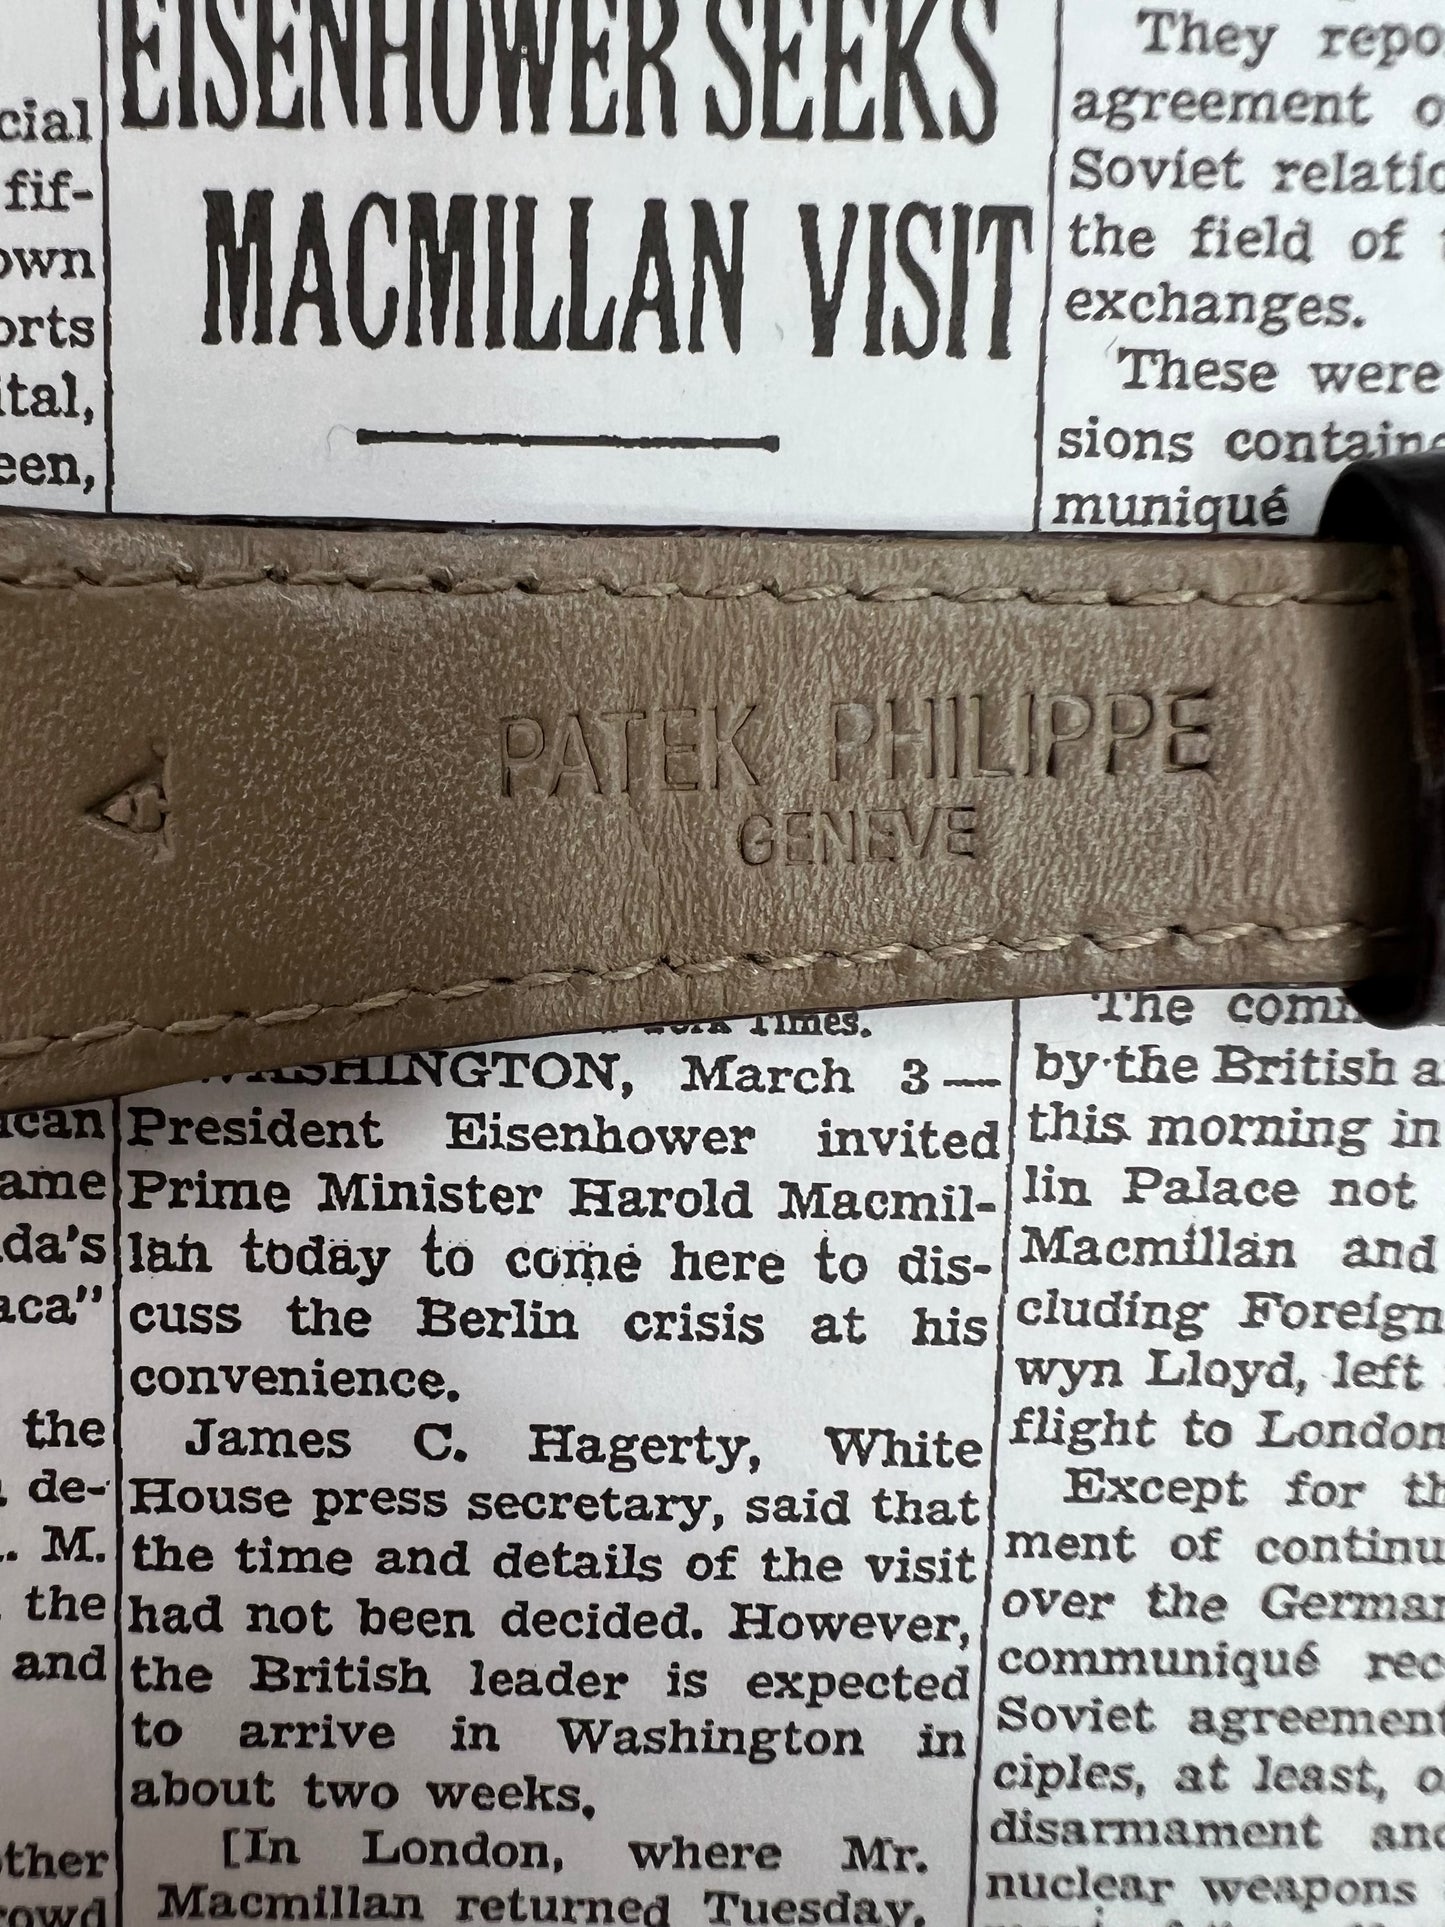 EISENHOWER SEEKS
MACMILLAN VISIT
cial
fif-
own
orts
ital,
een,
They repo
agreement o
Soviet relatio
the field of
exchanges.
These were
sions containe
muniqué
PATEK PHILIPPE
GENEVE
Times.
WASHINGTON, March 3—
President Eisenhower invited
Prime Minister Harold Macmil-
lan today to come here to dis-
cuss the Berlin crisis at his
convenience.
James C. Hagerty, White
House press secretary, said that
the time and details of the visit
had not been decided. However,
the British leader is expected
to arrive in Washington in
about two weeks.
[In London, where Mr.
Macmillan returned Tuesday,
ican
ame
da's
aca"
the
de-
M.
the
and
other
rowd
The comm
by the British a
this morning in
lin Palace not
Macmillan and
cluding Foreign
wyn Lloyd, left
flight to London
Except for th
ment of continu
over the German
communiqué rec
Soviet agreement
ciples, at least, o
disarmament and
nuclear weapons